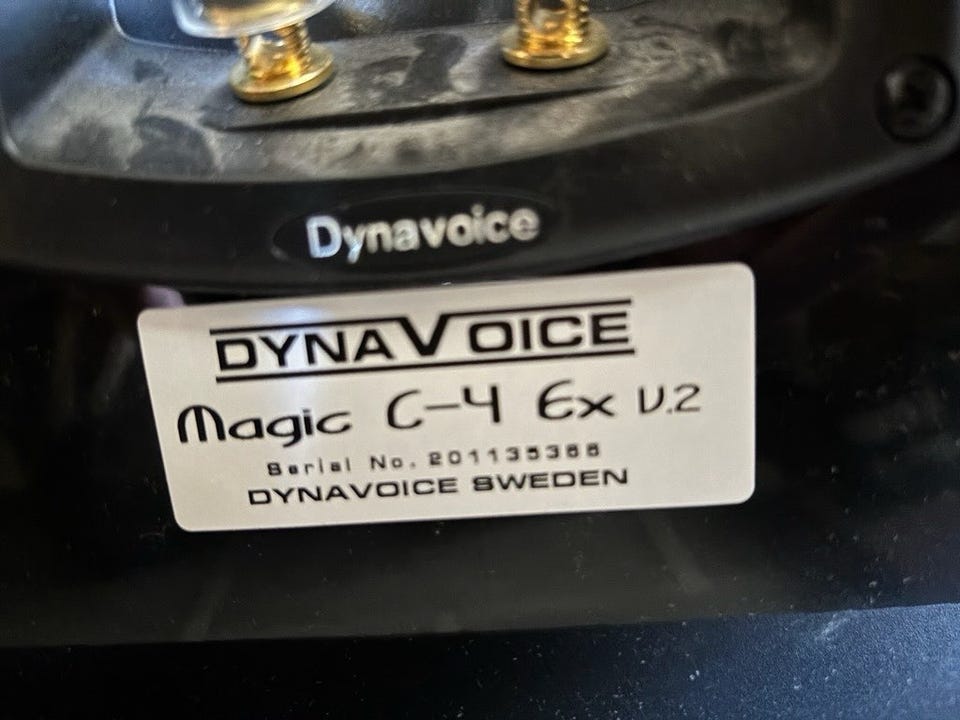 Dynavoice
DYNAVOICE
Magic C-4 Ex V.2
Serial No. 201135388
DYNAVOICE SWEDEN